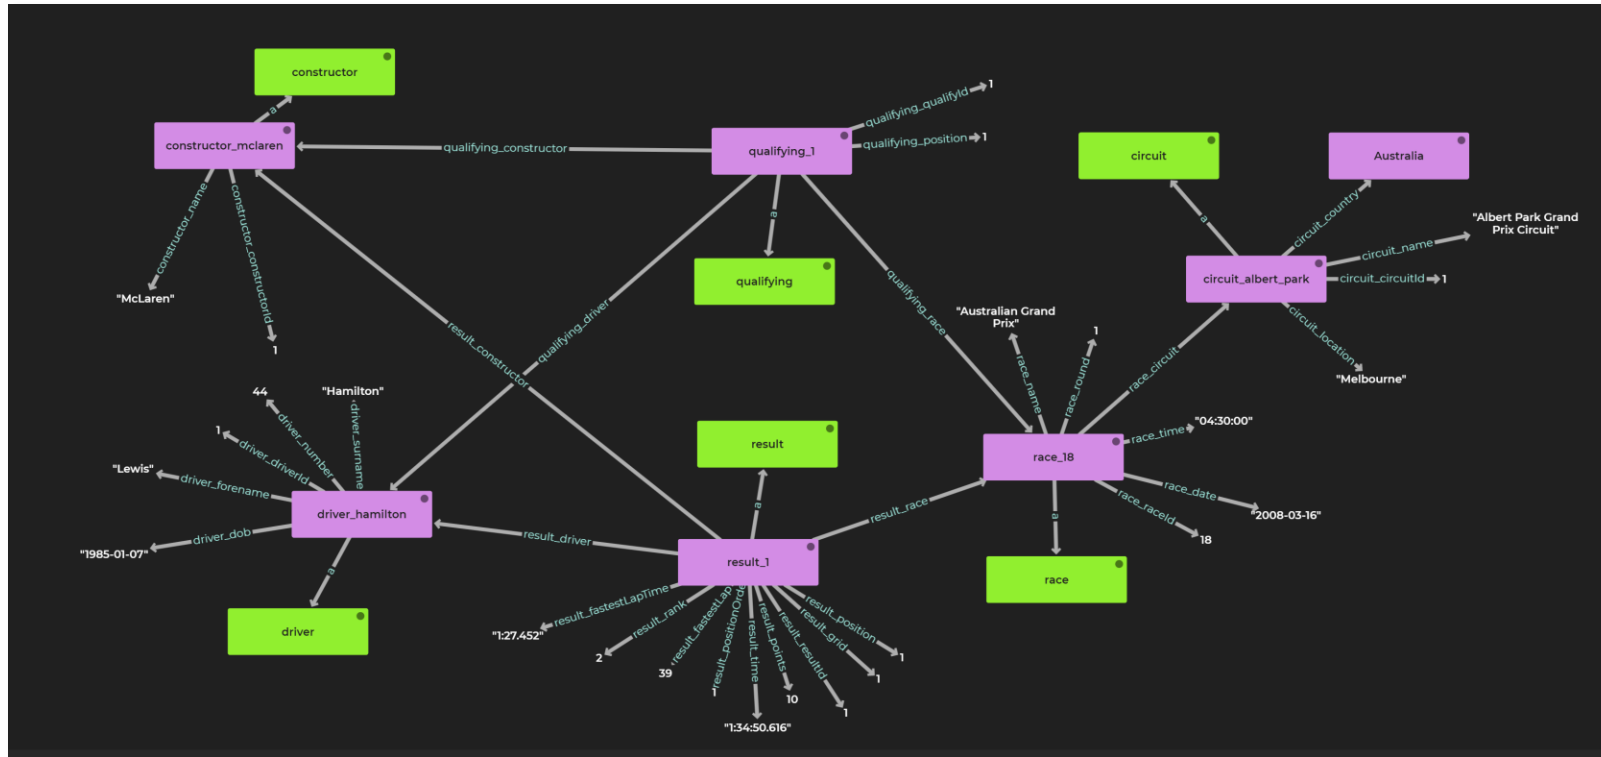 constructor
a
constructor_mclaren
qualifying_constructor
qualifying_1
qualifying_qualifyId
1
qualifying_position
1
circuit
Australia
constructor_name
constructor_constructorId
"McLaren"
1
a
qualifying
a
circuit_country
"Albert Park Grand
Prix Circuit"
circuit_name
circuit_albert_park
circuit_circuitId
1
circuit_location
"Melbourne"
qualifying_driver
qualifying_race
result_constructor
"Australian Grand
Prix"
1
race_name
race_round
race_circuit
44
"Hamilton"
driver_number
driver_surname
1
driver_driverId
"Lewis"
driver_forename
driver_hamilton
driver_dob
"1985-01-07"
a
driver
result
a
result_driver
result_race
result_1
race_18
race_time
"04:30:00"
race_date
"2008-03-16"
race_raceId
18
a
race
result_fastestLapTime
"1:27.452"
result_rank
2
result_fastestLap
39
result_positionOrde
1
result_time
"1:34:50.616"
result_points
10
result_resultId
1
result_grid
1
result_position
1